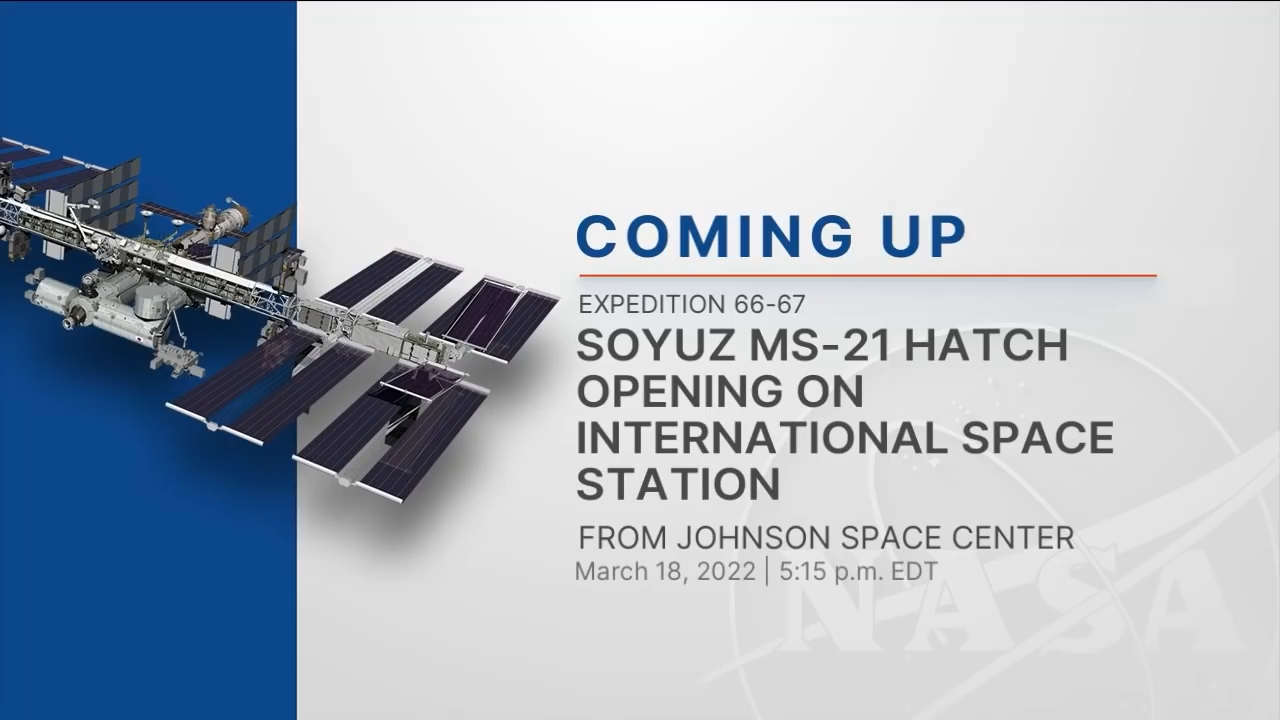 COMING UP
EXPEDITION 66-67
SOYUZ MS-21 HATCH
OPENING ON
INTERNATIONAL SPACE
STATION
FROM JOHNSON SPACE CENTER
March 18, 2022 | 5:15 p.m. EDT
NASA